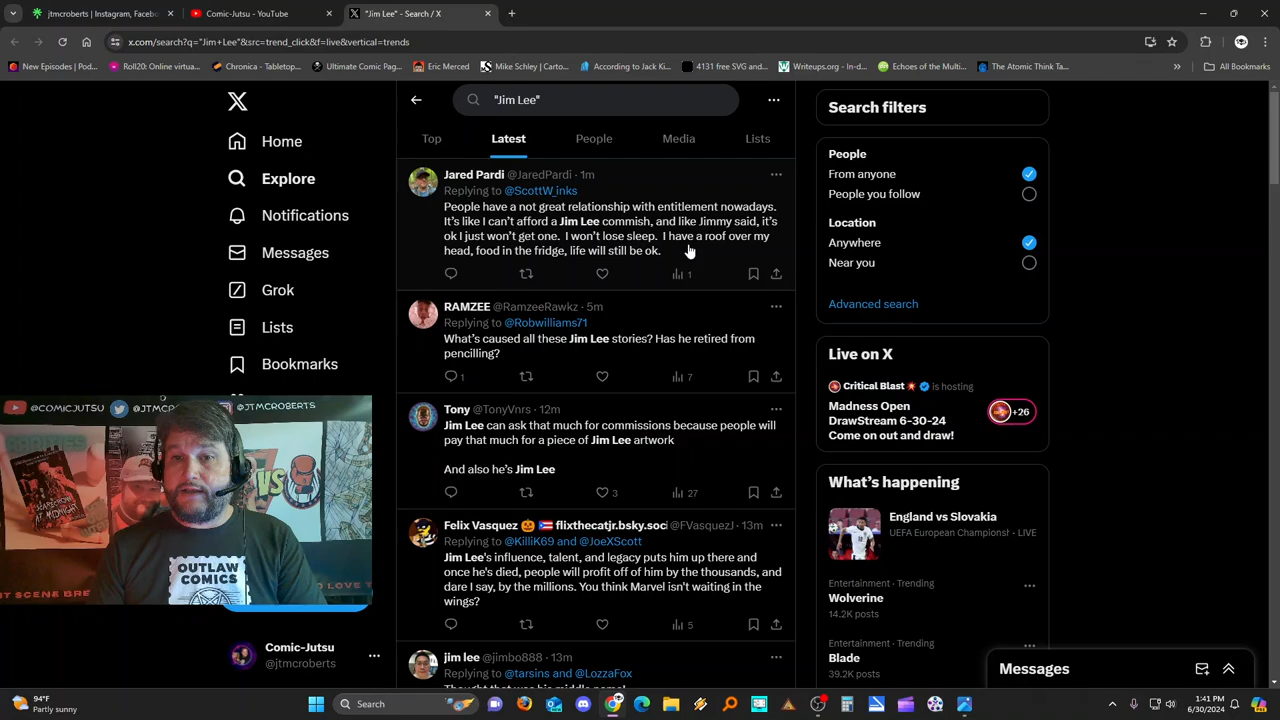 jtmcroberts | Instagram, Faceb
Comic-Jutsu - YouTube
"Jim Lee" - Search / X
x.com/search?q="Jim+Lee"&src=trend_click&f=live&vertical=trends
New Episodes | Pod...
Roll20: Online virtua...
Chronica - Tabletop...
Ultimate Comic Pag...
Eric Merced
Mike Schley | Carto...
According to Jack Ki...
4131 free SVG and...
Writeups.org – In-d...
Echoes of the Multi...
The Atomic Think Ta...
All Bookmarks
"Jim Lee"
Top
Latest
People
Media
Lists
Home
Explore
Notifications
Messages
Grok
Lists
Bookmarks
Jared Pardi @JaredPardi · 1m
Replying to @ScottW_inks
People have a not great relationship with entitlement nowadays.
It's like I can't afford a Jim Lee commish, and like Jimmy said, it's
ok I just won't get one. I won't lose sleep. I have a roof over my
head, food in the fridge, life will still be ok.
1
RAMZEE @RamzeeRawkz · 5m
Replying to @Robwilliams71
What's caused all these Jim Lee stories? Has he retired from
pencilling?
1
7
Tony @TonyVnrs · 12m
Jim Lee can ask that much for commissions because people will
pay that much for a piece of Jim Lee artwork
And also he's Jim Lee
3
27
Felix Vasquez 🎃 🇵🇷 flixthecatjr.bsky.soci @FVasquezJ · 13m
Replying to @KilliK69 and @JoeXScott
Jim Lee's influence, talent, and legacy puts him up there and
once he's died, people will profit off of him by the thousands, and
dare I say, by the millions. You think Marvel isn't waiting in the
wings?
5
jim lee @jimbo888 · 13m
Replying to @tarsins and @LozzaFox
Search filters
People
From anyone
People you follow
Location
Anywhere
Near you
Advanced search
Live on X
Critical Blast is hosting
Madness Open
DrawStream 6-30-24
Come on out and draw!
+26
What's happening
England vs Slovakia
UEFA European Championsh · LIVE
Entertainment · Trending
Wolverine
14.2K posts
Entertainment · Trending
Blade
39.2K posts
Messages
@COMICJUTSU
@JTMCROBERTS
VS
SCARECROW
AT MIDNIGHT
OUTLAW
COMICS
Comic-Jutsu
@jtmcroberts
94°F
Partly sunny
Search
1:41 PM
6/30/2024